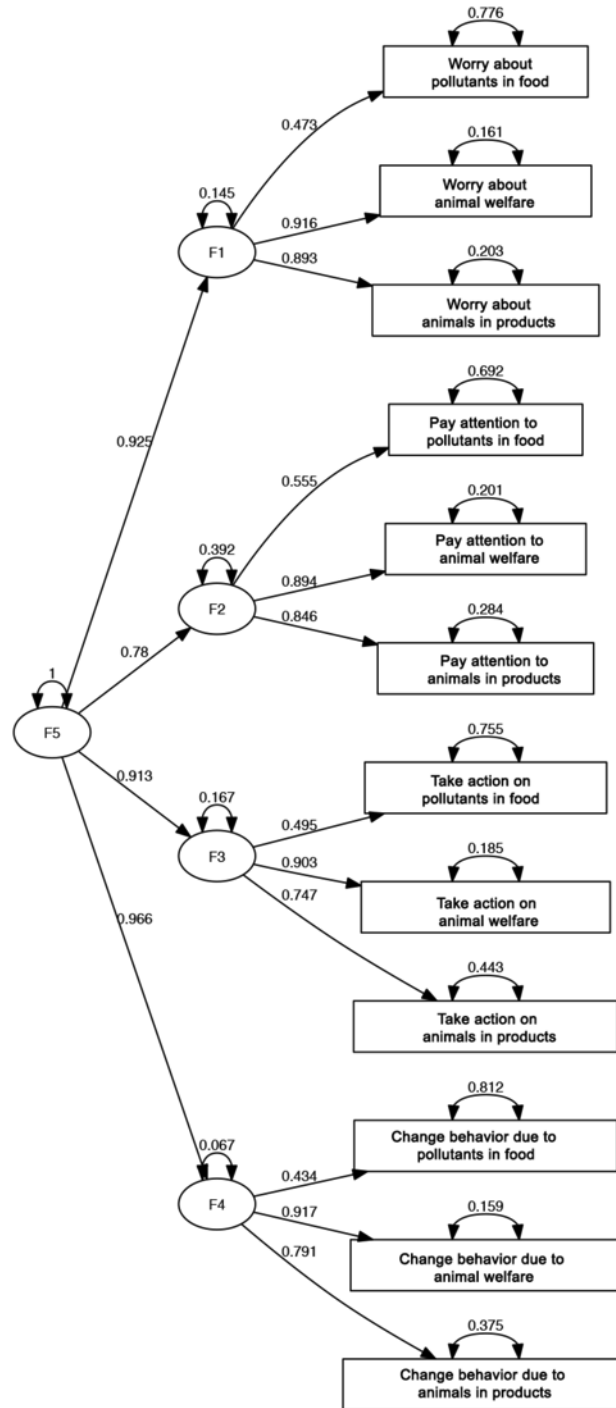 0.776
Worry about
pollutants in food
0.473
0.161
Worry about
animal welfare
0.145
F1
0.916
0.893
0.203
Worry about
animals in products
0.925
0.692
Pay attention to
pollutants in food
0.555
0.201
Pay attention to
animal welfare
0.392
F2
0.894
0.846
0.284
Pay attention to
animals in products
0.78
1
F5
0.913
0.755
Take action on
pollutants in food
0.167
F3
0.495
0.903
0.747
0.185
Take action on
animal welfare
0.966
0.443
Take action on
animals in products
0.812
Change behavior due to
pollutants in food
0.067
F4
0.434
0.917
0.791
0.159
Change behavior due to
animal welfare
0.375
Change behavior due to
animals in products